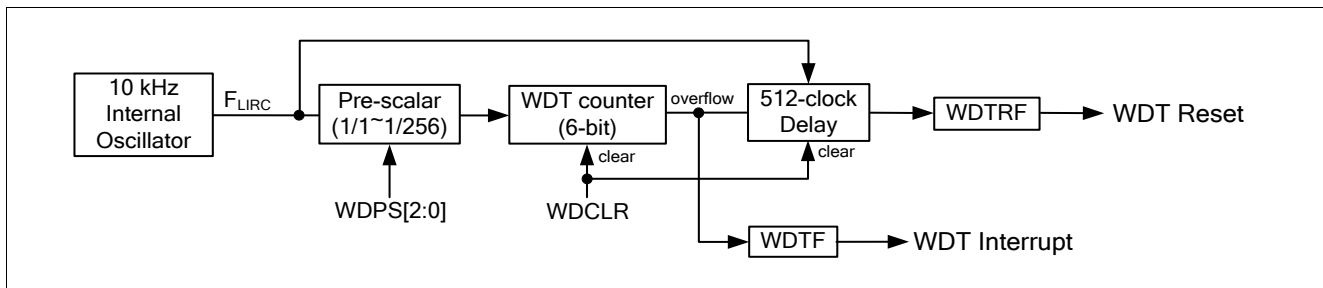 10 kHz
Internal
Oscillator
FLIRC
Pre-scalar
(1/1~1/256)
WDPS[2:0]
WDT counter
(6-bit)
clear
WDCLR
overflow
512-clock
Delay
clear
WDTRF
WDT Reset
WDTF
WDT Interrupt